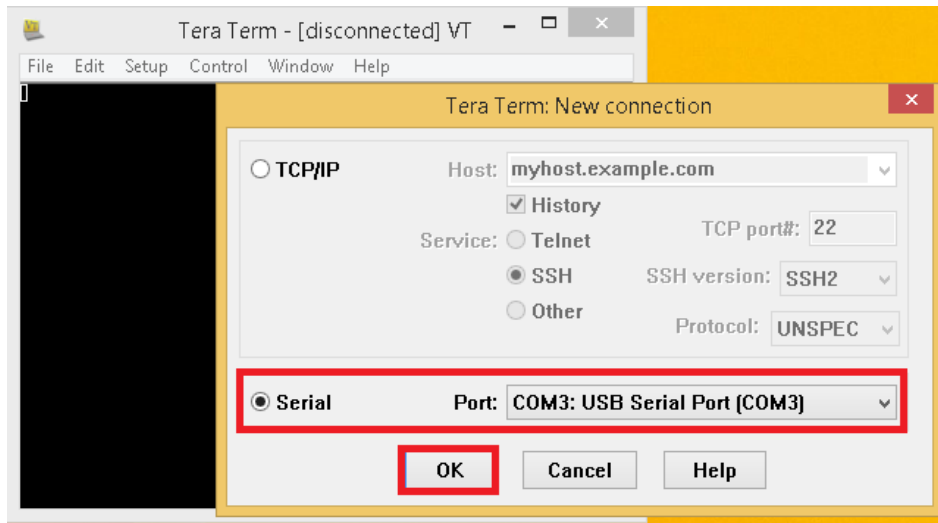 Tera Term - [disconnected] VT
File Edit Setup Control Window Help
Tera Term: New connection
TCP/IP Host: myhost.example.com
History
Service: Telnet TCP port#: 22
SSH SSH version: SSH2
Other Protocol: UNSPEC
Serial Port: COM3: USB Serial Port (COM3)
OK Cancel Help